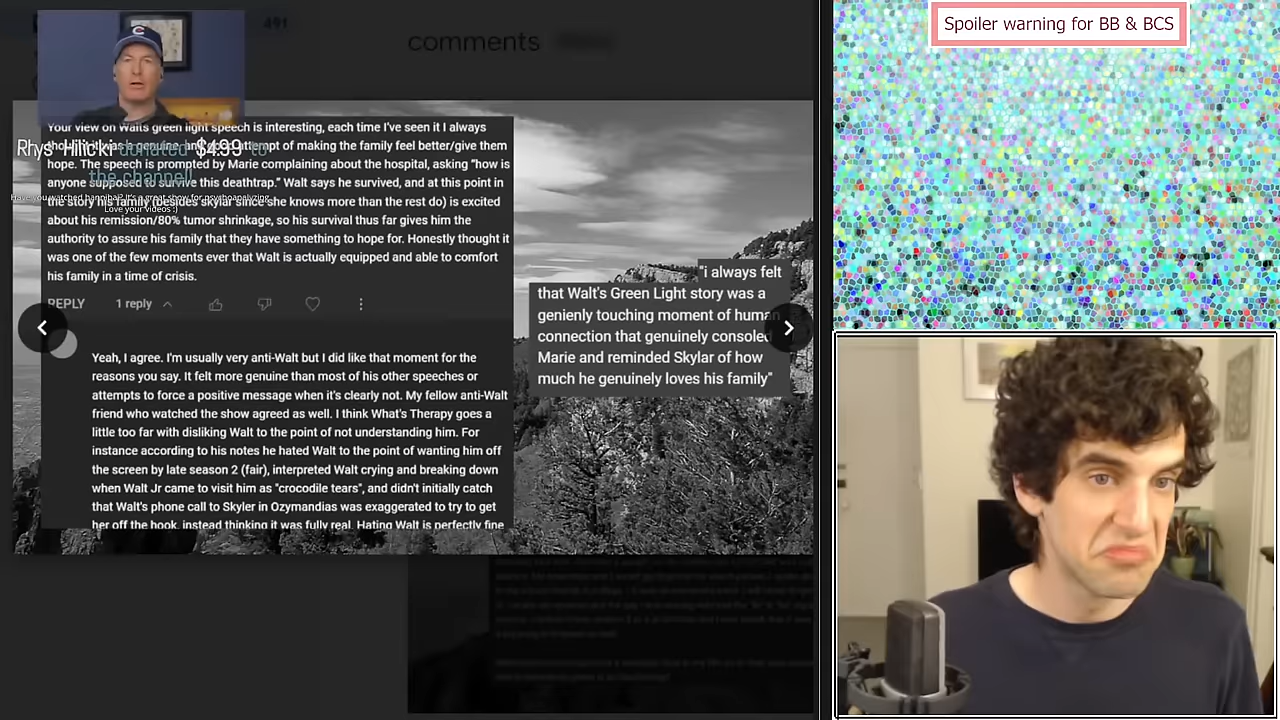 491
comments
Spoiler warning for BB & BCS
Your view on Walts green light speech is interesting, each time I've seen it I always
Rhys Hilckr donated $4.99 to
the channel!
Love your videos :)
hope. The speech is prompted by Marie complaining about the hospital, asking "how is
anyone supposed to survive this deathtrap." Walt says he survived, and at this point in
the story his family (besides Skylar since she knows more than the rest do) is excited
about his remission/80% tumor shrinkage, so his survival thus far gives him the
authority to assure his family that they have something to hope for. Honestly thought it
was one of the few moments ever that Walt is actually equipped and able to comfort
his family in a time of crisis.
REPLY 1 reply
Yeah, I agree. I'm usually very anti-Walt but I did like that moment for the
reasons you say. It felt more genuine than most of his other speeches or
attempts to force a positive message when it's clearly not. My fellow anti-Walt
friend who watched the show agreed as well. I think What's Therapy goes a
little too far with disliking Walt to the point of not understanding him. For
instance according to his notes he hated Walt to the point of wanting him off
the screen by late season 2 (fair), interpreted Walt crying and breaking down
when Walt Jr came to visit him as "crocodile tears", and didn't initially catch
that Walt's phone call to Skyler in Ozymandias was exaggerated to try to get
her off the hook, instead thinking it was fully real. Hating Walt is perfectly fine
"i always felt
that Walt's Green Light story was a
genienly touching moment of human
connection that genuinely consoled
Marie and reminded Skylar of how
much he genuinely loves his family"